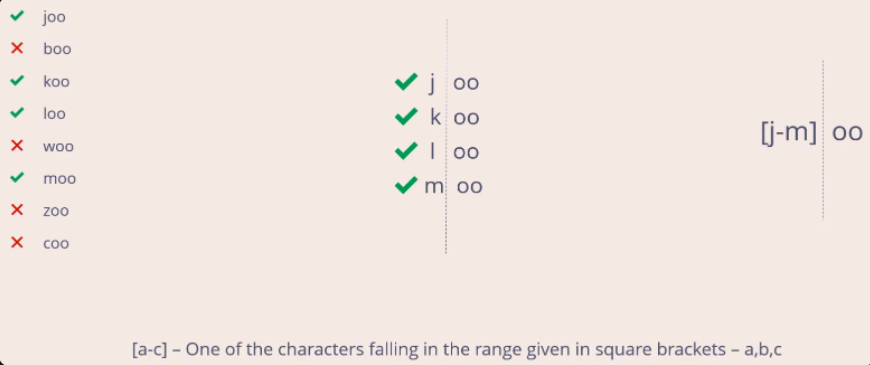 joo
boo
koo
loo
woo
moo
zoo
coo
j oo
k oo
l oo
m oo
[j-m] oo
[a-c] – One of the characters falling in the range given in square brackets – a,b,c